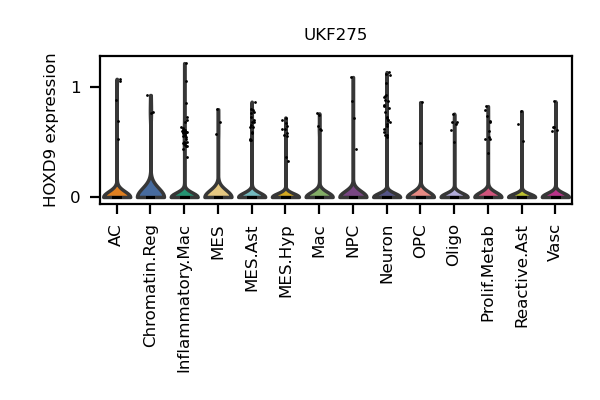 UKF275
HOXD9 expression
1
0
AC
Chromatin.Reg
Inflammatory.Mac
MES
MES.Ast
MES.Hyp
Mac
NPC
Neuron
OPC
Oligo
Prolif.Metab
Reactive.Ast
Vasc